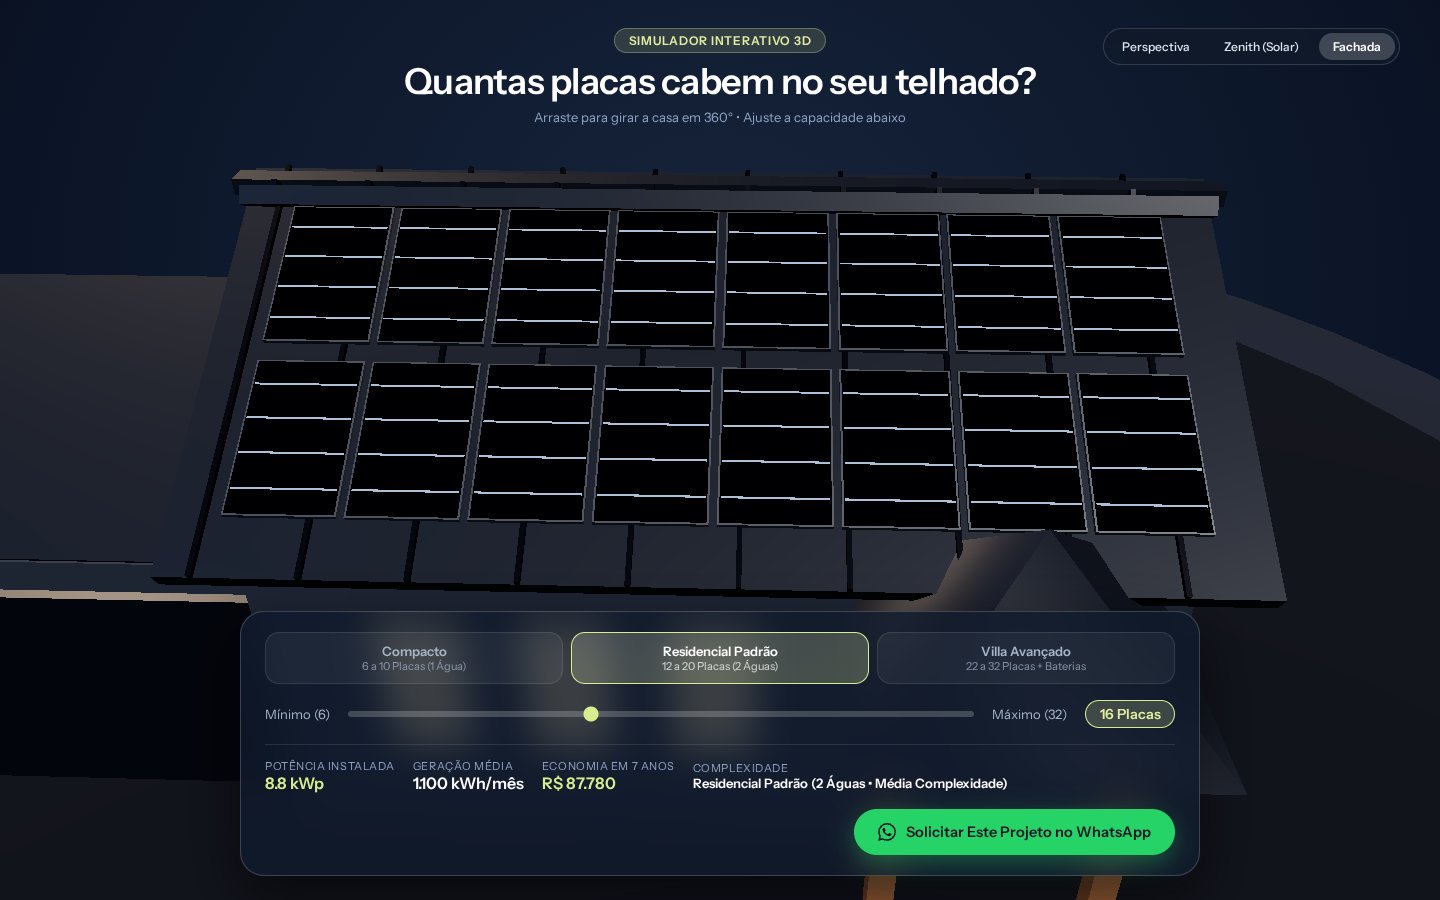 SIMULADOR INTERATIVO 3D
Perspectiva
Zenith (Solar)
Fachada
Quantas placas cabem no seu telhado?
Arraste para girar a casa em 360° • Ajuste a capacidade abaixo
Compacto
6 a 10 Placas (1 Água)
Residencial Padrão
12 a 20 Placas (2 Águas)
Villa Avançado
22 a 32 Placas + Baterias
Mínimo (6)
Máximo (32)
16 Placas
POTÊNCIA INSTALADA
8.8 kWp
GERAÇÃO MÉDIA
1.100 kWh/mês
ECONOMIA EM 7 ANOS
R$ 87.780
COMPLEXIDADE
Residencial Padrão (2 Águas • Média Complexidade)
Solicitar Este Projeto no WhatsApp